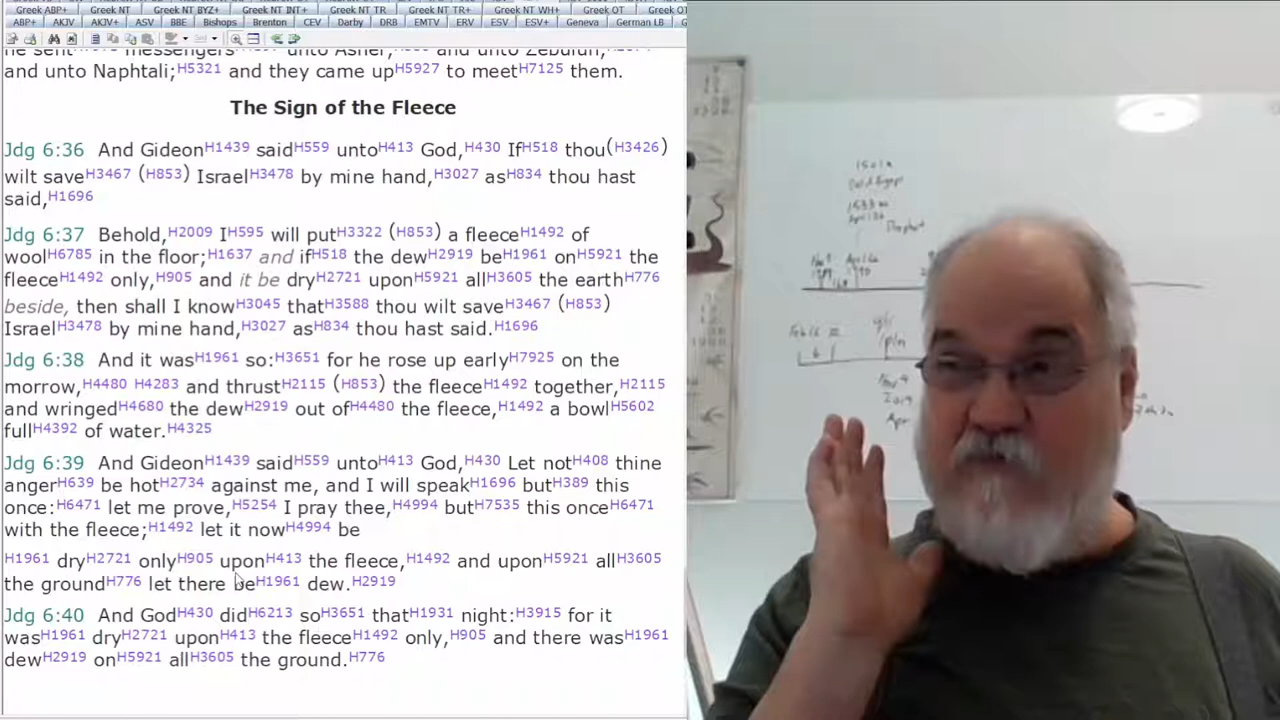 Greek ABP+ Greek NT Greek NT BYZ+ Greek NT INT+ Greek NT TR Greek NT TR+ Greek NT WH+ Greek OT
ABP+ AKJV AKJV+ ASV BBE Bishops Brenton CEV Darby DRB EMTV ERV ESV ESV+ Geneva German LB
and unto Naphtali;H5321 and they came upH5927 to meetH7125 them.
The Sign of the Fleece
Jdg 6:36 And GideonH1439 saidH559 untoH413 God,H430 IfH518 thou(H3426)
wilt saveH3467 (H853) IsraelH3478 by mine hand,H3027 asH834 thou hast
said,H1696
Jdg 6:37 Behold,H2009 IH595 will putH3322 (H853) a fleeceH1492 of
woolH6785 in the floor;H1637 and ifH518 the dewH2919 beH1961 onH5921 the
fleeceH1492 only,H905 and it be dryH2721 uponH5921 allH3605 the earthH776
beside, then shall I knowH3045 thatH3588 thou wilt saveH3467 (H853)
IsraelH3478 by mine hand,H3027 asH834 thou hast said.H1696
Jdg 6:38 And it wasH1961 so:H3651 for he rose up earlyH7925 on the
morrow,H4480 H4283 and thrustH2115 (H853) the fleeceH1492 together,H2115
and wringedH4680 the dewH2919 out ofH4480 the fleece,H1492 a bowlH5602
fullH4392 of water.H4325
Jdg 6:39 And GideonH1439 saidH559 untoH413 God,H430 Let notH408 thine
angerH639 be hotH2734 against me, and I will speakH1696 butH389 this
once:H6471 let me prove,H5254 I pray thee,H4994 butH7535 this onceH6471
with the fleece;H1492 let it nowH4994 be
H1961 dryH2721 onlyH905 uponH413 the fleece,H1492 and uponH5921 allH3605
the groundH776 let there beH1961 dew.H2919
Jdg 6:40 And GodH430 didH6213 soH3651 thatH1931 night:H3915 for it
wasH1961 dryH2721 uponH413 the fleeceH1492 only,H905 and there wasH1961
dewH2919 onH5921 allH3605 the ground.H776